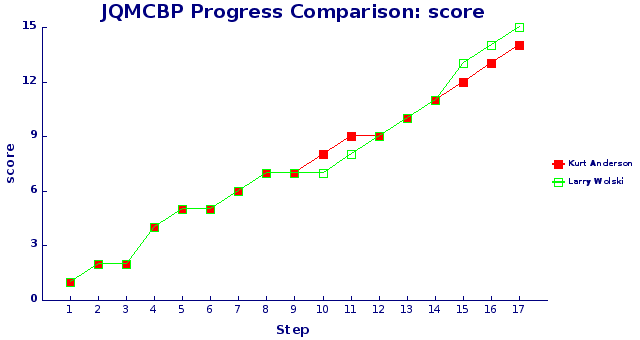 JQMCBP Progress Comparison: score
15
12
9
6
3
0
score
1 2 3 4 5 6 7 8 9 10 11 12 13 14 15 16 17
Step
Kurt Anderson
Larry Wolski